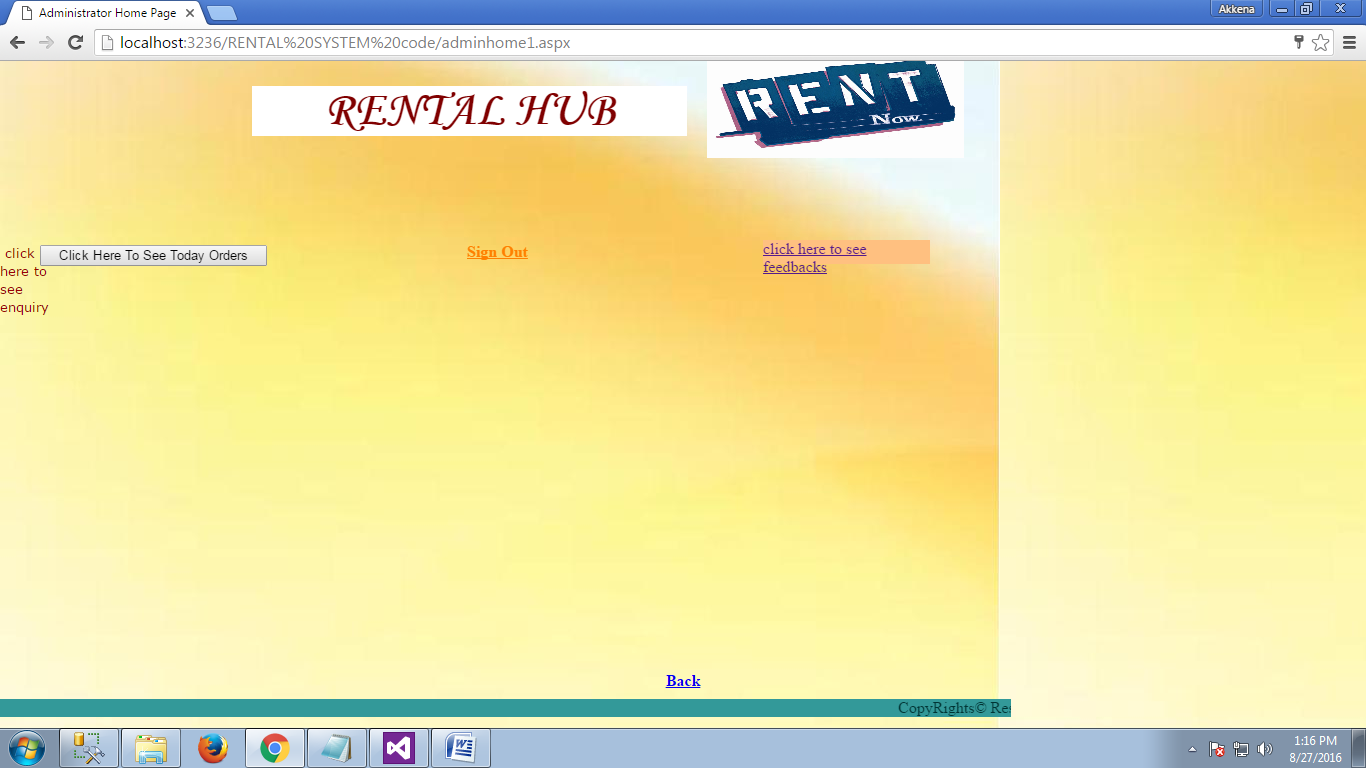 Administrator Home Page
Akkena
localhost:3236/RENTAL%20SYSTEM%20code/adminhome1.aspx
RENTAL HUB
RENT
Now
click
here to
see
enquiry
Click Here To See Today Orders
Sign Out
click here to see
feedbacks
Back
CopyRights©
1:16 PM
8/27/2016